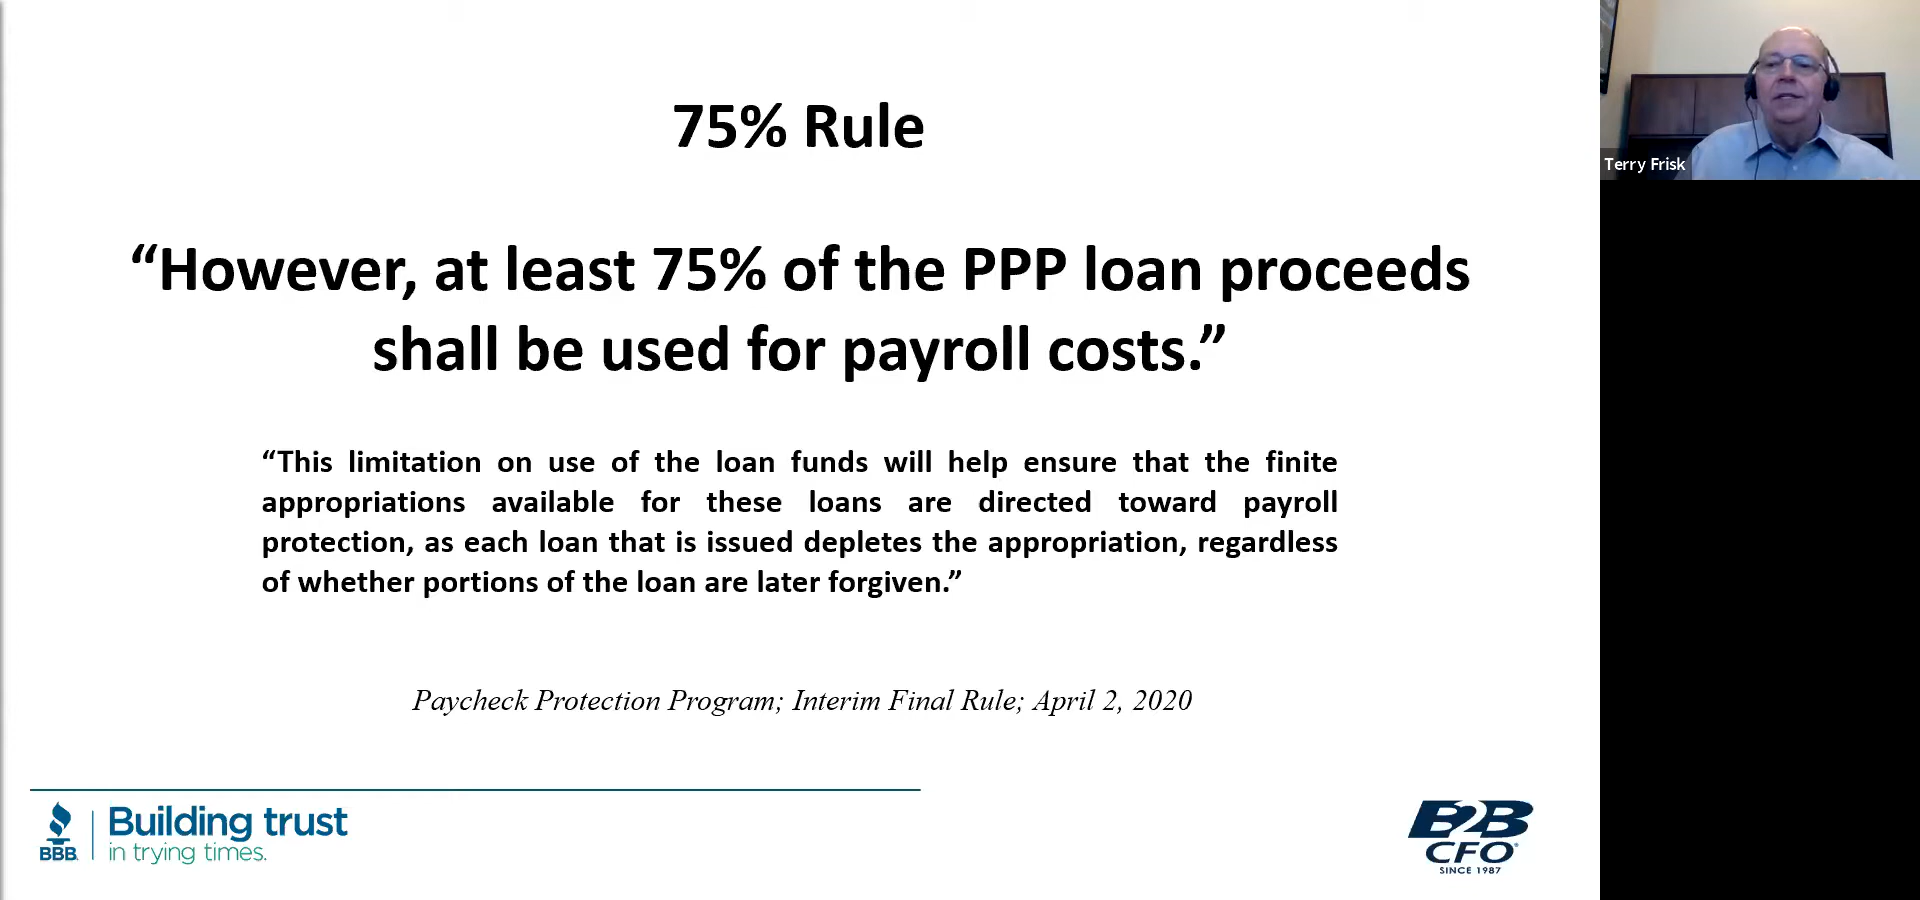 75% Rule
“However, at least 75% of the PPP loan proceeds
shall be used for payroll costs.”
“This limitation on use of the loan funds will help ensure that the finite
appropriations available for these loans are directed toward payroll
protection, as each loan that is issued depletes the appropriation, regardless
of whether portions of the loan are later forgiven.”
Paycheck Protection Program; Interim Final Rule; April 2, 2020
BBB
Building trust
in trying times.
B2B
CFO®
SINCE 1987
Terry Frisk